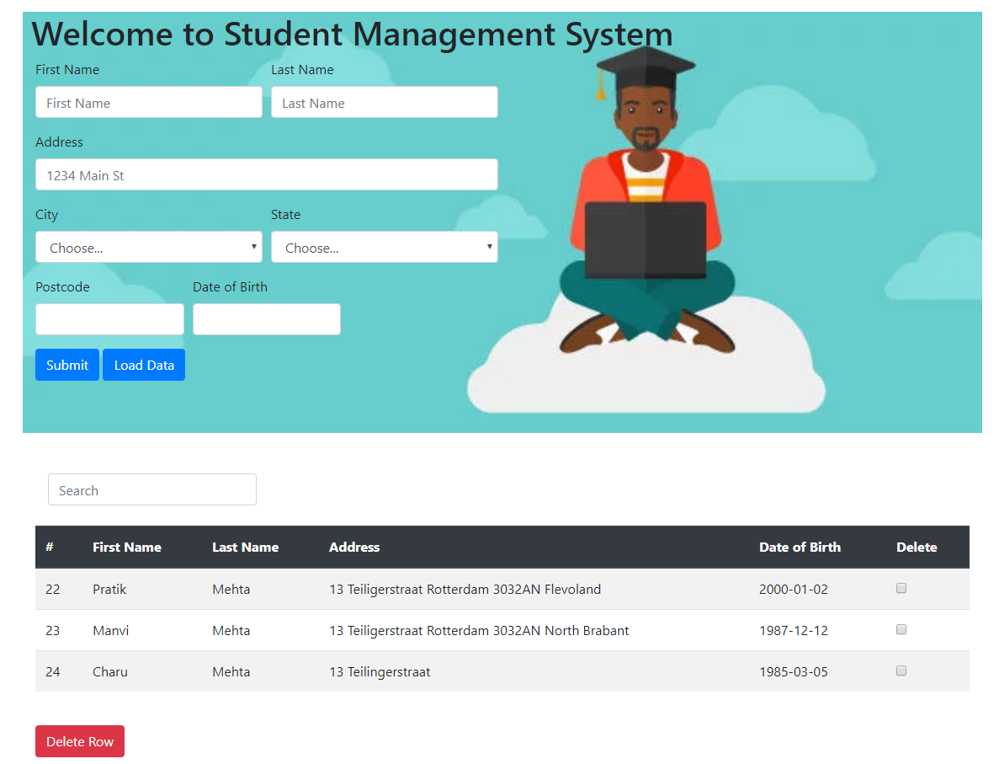 Welcome to Student Management System
First Name Last Name
First Name Last Name
Address
1234 Main St
City State
Choose... Choose...
Postcode Date of Birth
Submit Load Data
Search
# First Name Last Name Address Date of Birth Delete
22 Pratik Mehta 13 Teiligerstraat Rotterdam 3032AN Flevoland 2000-01-02
23 Manvi Mehta 13 Teiligerstraat Rotterdam 3032AN North Brabant 1987-12-12
24 Charu Mehta 13 Teilingerstraat 1985-03-05
Delete Row